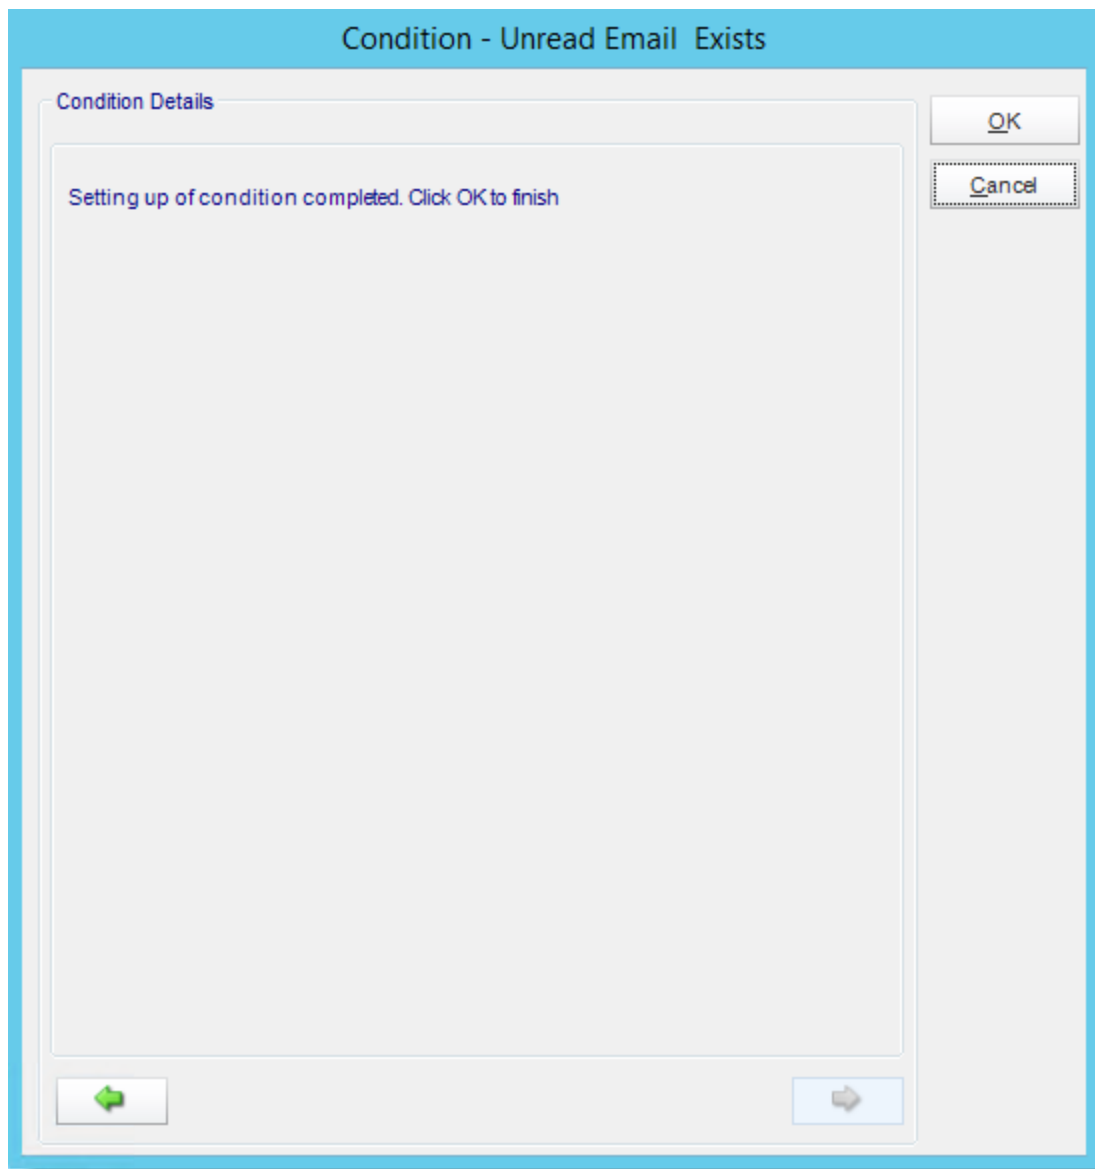 Condition - Unread Email  Exists
Condition Details
OK
Setting up of condition completed. Click OK to finish
Cancel